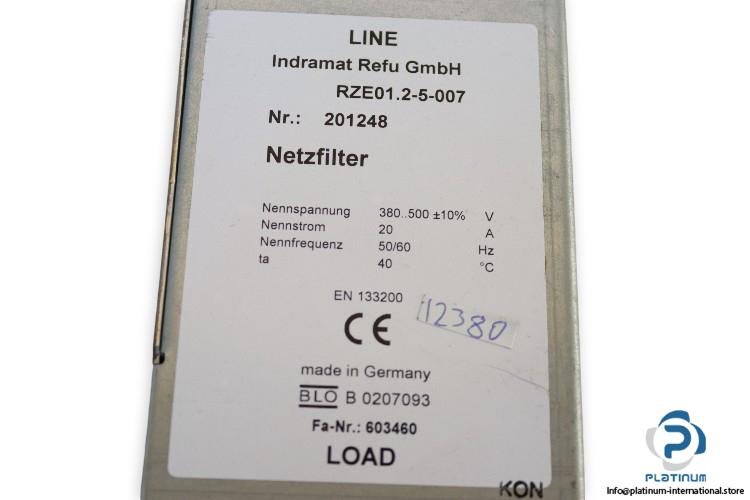 LINE
Indramat Refu GmbH
RZE01.2-5-007
Nr.: 201248
Netzfilter
Nennspannung 380..500 ±10% V
Nennstrom 20 A
Nennfrequenz 50/60 Hz
ta 40 °C
EN 133200
12380
CE
made in Germany
BLO B 0207093
Fa-Nr.: 603460
LOAD
KON
PLATINUM
INTERNATIONAL
Info@platinum-international.store